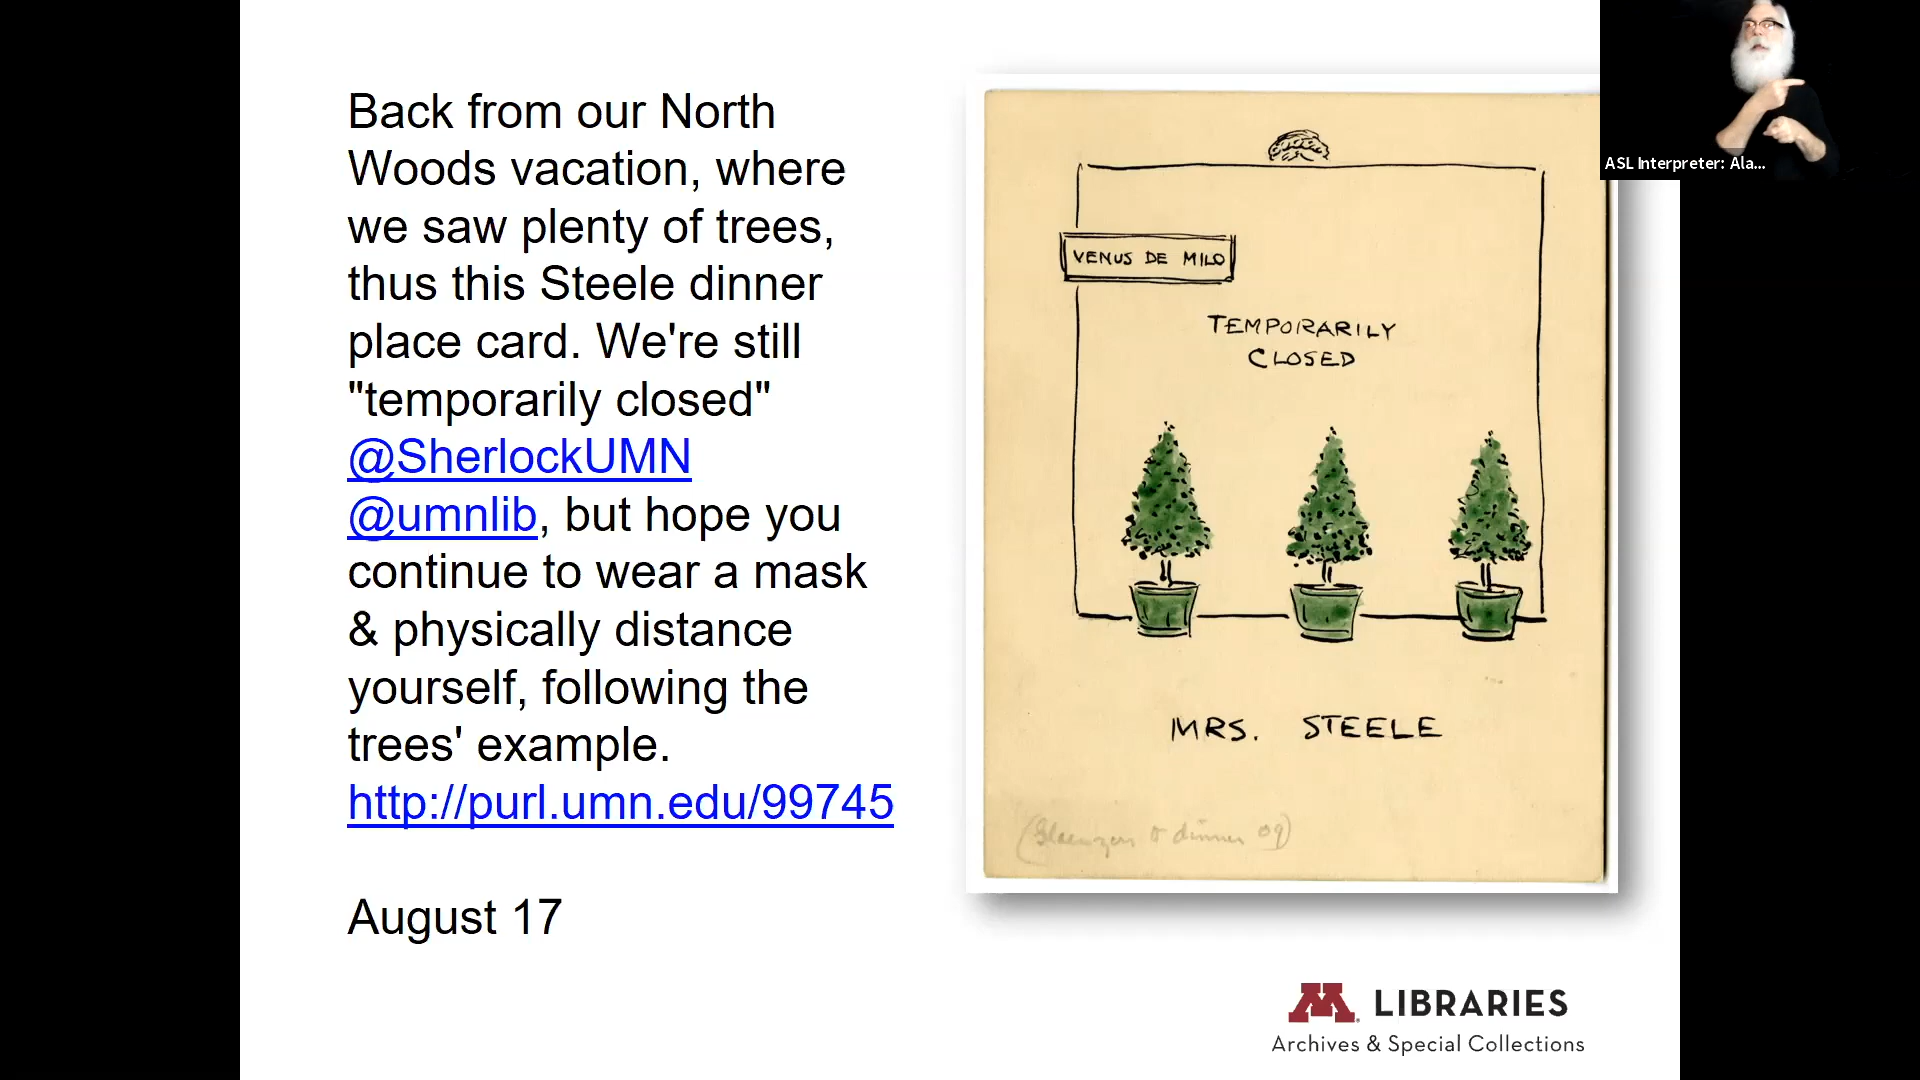 Back from our North
Woods vacation, where
we saw plenty of trees,
thus this Steele dinner
place card. We're still
"temporarily closed"
@SherlockUMN
@umnlib, but hope you
continue to wear a mask
& physically distance
yourself, following the
trees' example.
http://purl.umn.edu/99745
August 17
VENUS DE MILO
TEMPORARILY
CLOSED
MRS. STEELE
dinner 09)
ASL Interpreter: Ala...
M LIBRARIES
Archives & Special Collections